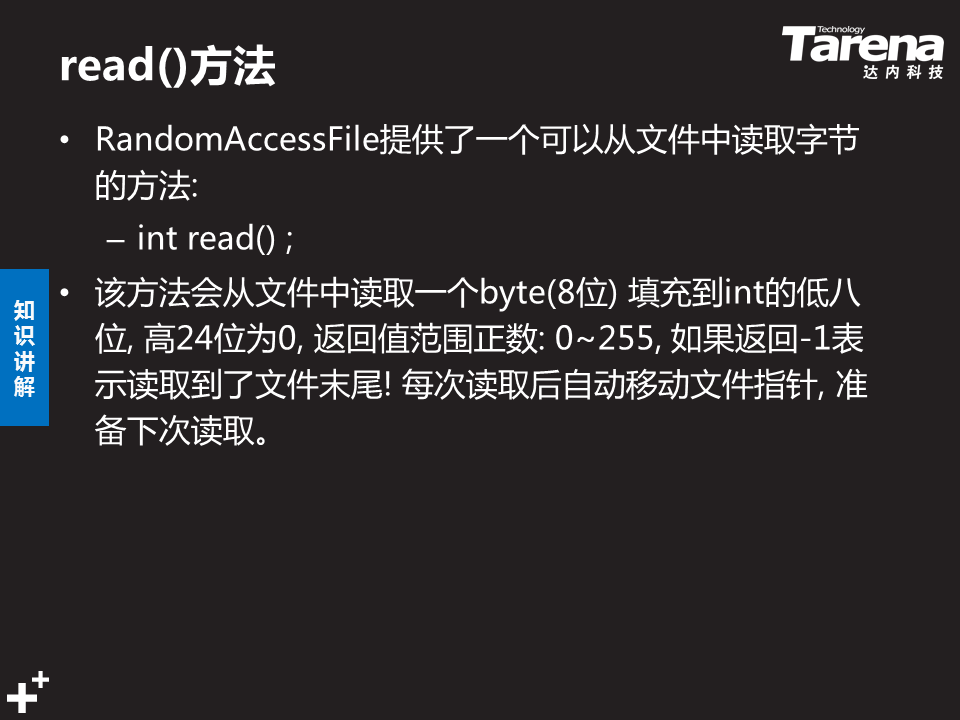 read()方法
Technology
Tarena
达内科技
• RandomAccessFile提供了一个可以从文件中读取字节
的方法:
– int read() ;
• 该方法会从文件中读取一个byte(8位) 填充到int的低八
位, 高24位为0, 返回值范围正数: 0~255, 如果返回-1表
示读取到了文件末尾! 每次读取后自动移动文件指针, 准
备下次读取。
知
识
讲
解